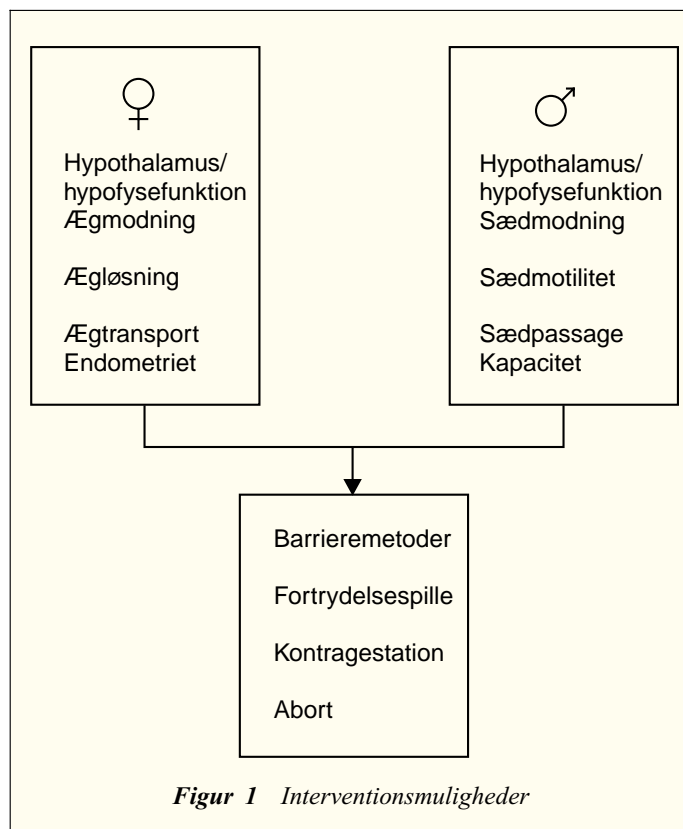 ♀
Hypothalamus/
hypofysefunktion
Ægmodning
Ægløsning
Ægtransport
Endometriet
♂
Hypothalamus/
hypofysefunktion
Sædmodning
Sædmotilitet
Sædpassage
Kapacitet
Barrieremetoder
Fortrydelsespille
Kontragestation
Abort
Figur 1 Interventionsmuligheder